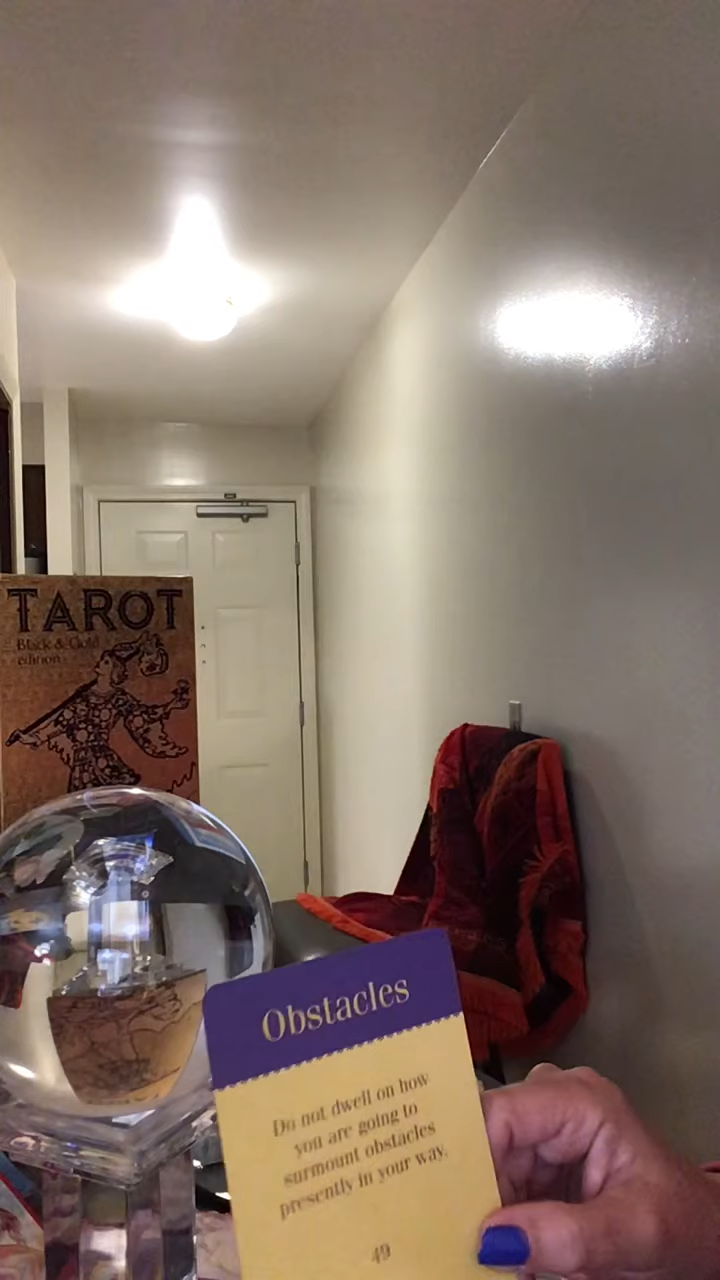 TAROT
Black & Gold
edition
Obstacles
Do not dwell on how
you are going to
surmount obstacles
presently in your way.
49